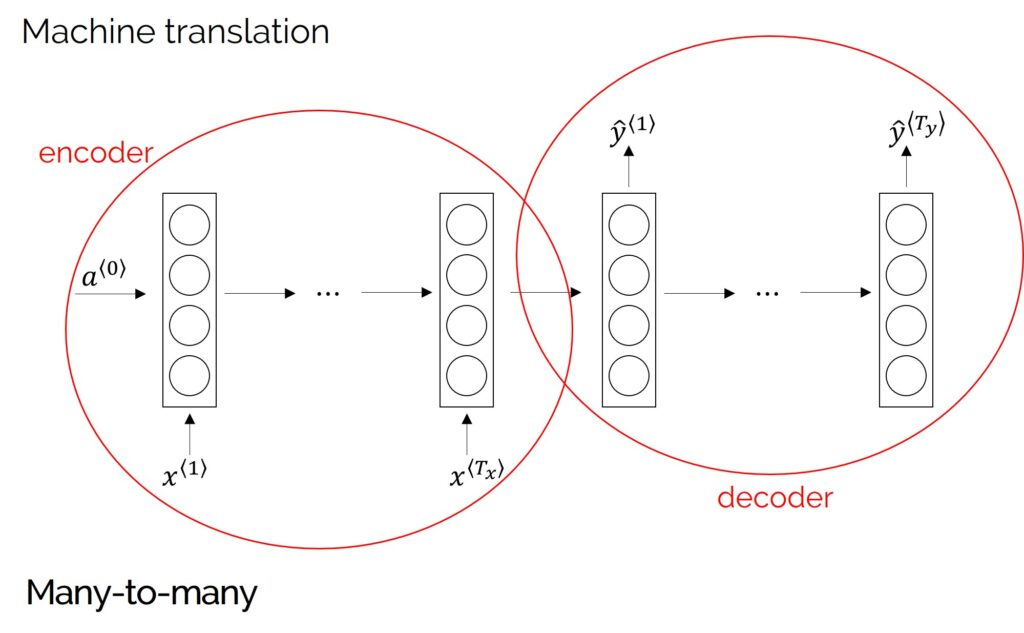 Machine translation
encoder
decoder
a⟨0⟩
x⟨1⟩
...
x⟨Tx⟩
ŷ⟨1⟩
...
ŷ⟨Ty⟩
Many-to-many